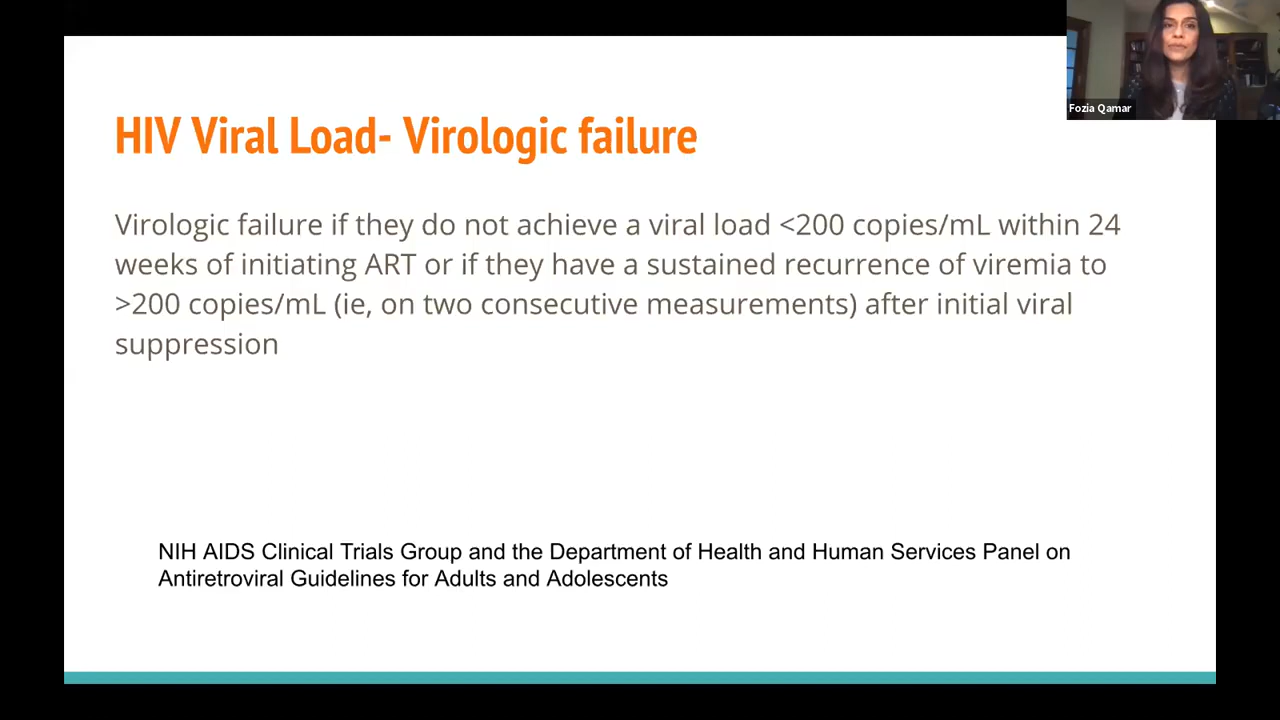 Fozia Qamar
HIV Viral Load- Virologic failure
Virologic failure if they do not achieve a viral load <200 copies/mL within 24
weeks of initiating ART or if they have a sustained recurrence of viremia to
>200 copies/mL (ie, on two consecutive measurements) after initial viral
suppression
NIH AIDS Clinical Trials Group and the Department of Health and Human Services Panel on
Antiretroviral Guidelines for Adults and Adolescents